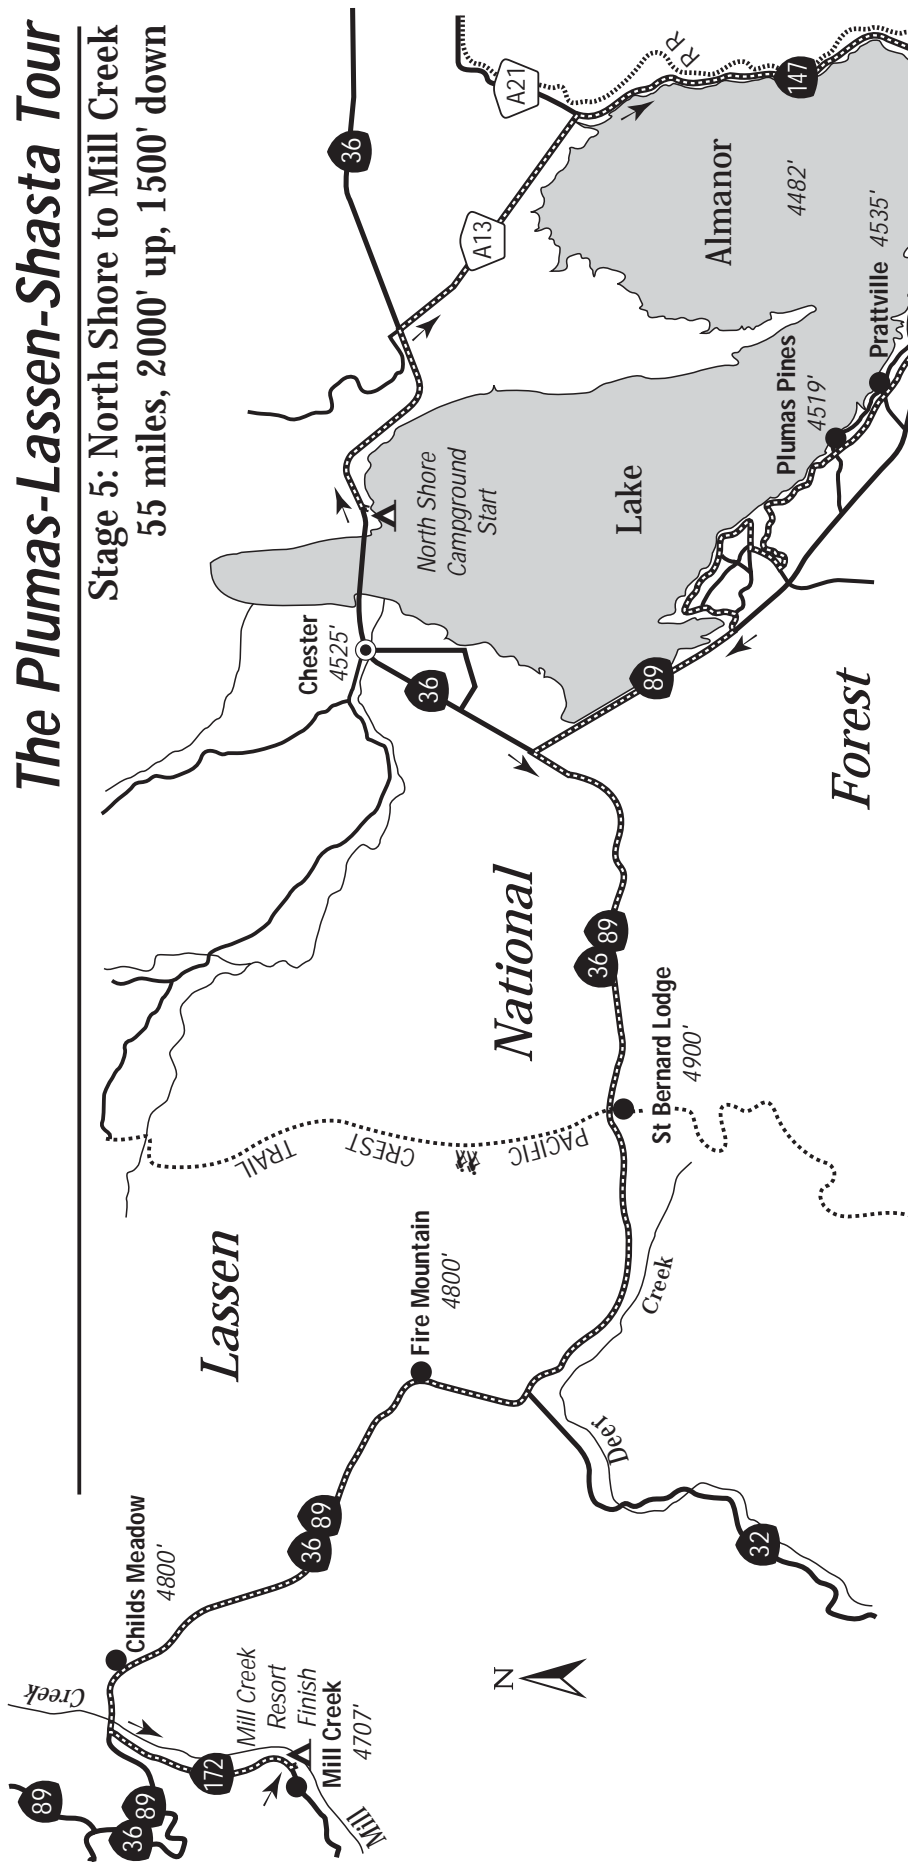 The Plumas-Lassen-Shasta Tour
Stage 5: North Shore to Mill Creek
55 miles, 2000' up, 1500' down
89
36
89
172
Creek
Childs Meadow
4800'
Mill Creek
Resort
Finish
Mill Creek
4707'
Mill
N
36
89
Lassen
Fire Mountain
4800'
32
Deer
Creek
TRAIL
CREST
PACIFIC
St Bernard Lodge
4900'
National
36
89
Forest
Chester
4525'
36
89
North Shore
Campground
Start
Lake
Almanor
4482'
Plumas Pines
4519'
Prattville 4535'
36
A13
A21
RR
147